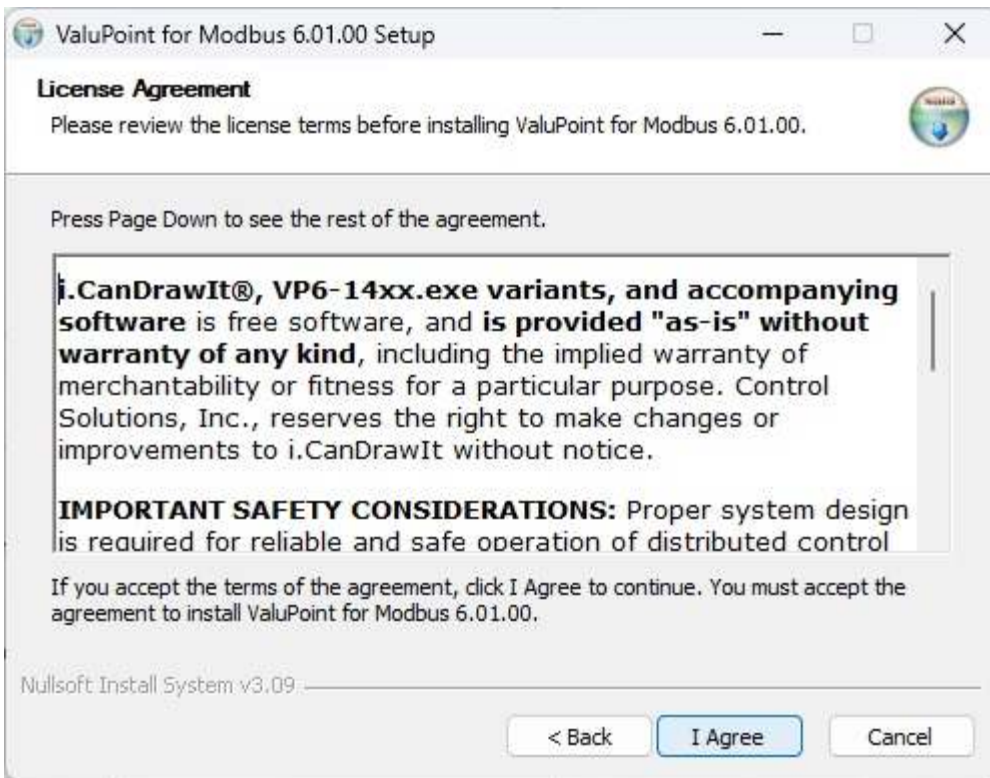 ValuPoint for Modbus 6.01.00 Setup
License Agreement
Please review the license terms before installing ValuPoint for Modbus 6.01.00.
Press Page Down to see the rest of the agreement.
i.CanDrawIt®, VP6-14xx.exe variants, and accompanying
software is free software, and is provided "as-is" without
warranty of any kind, including the implied warranty of
merchantability or fitness for a particular purpose. Control
Solutions, Inc., reserves the right to make changes or
improvements to i.CanDrawIt without notice.
IMPORTANT SAFETY CONSIDERATIONS: Proper system design
is required for reliable and safe operation of distributed control
If you accept the terms of the agreement, click I Agree to continue. You must accept the
agreement to install ValuPoint for Modbus 6.01.00.
Nullsoft Install System v3.09
< Back I Agree Cancel